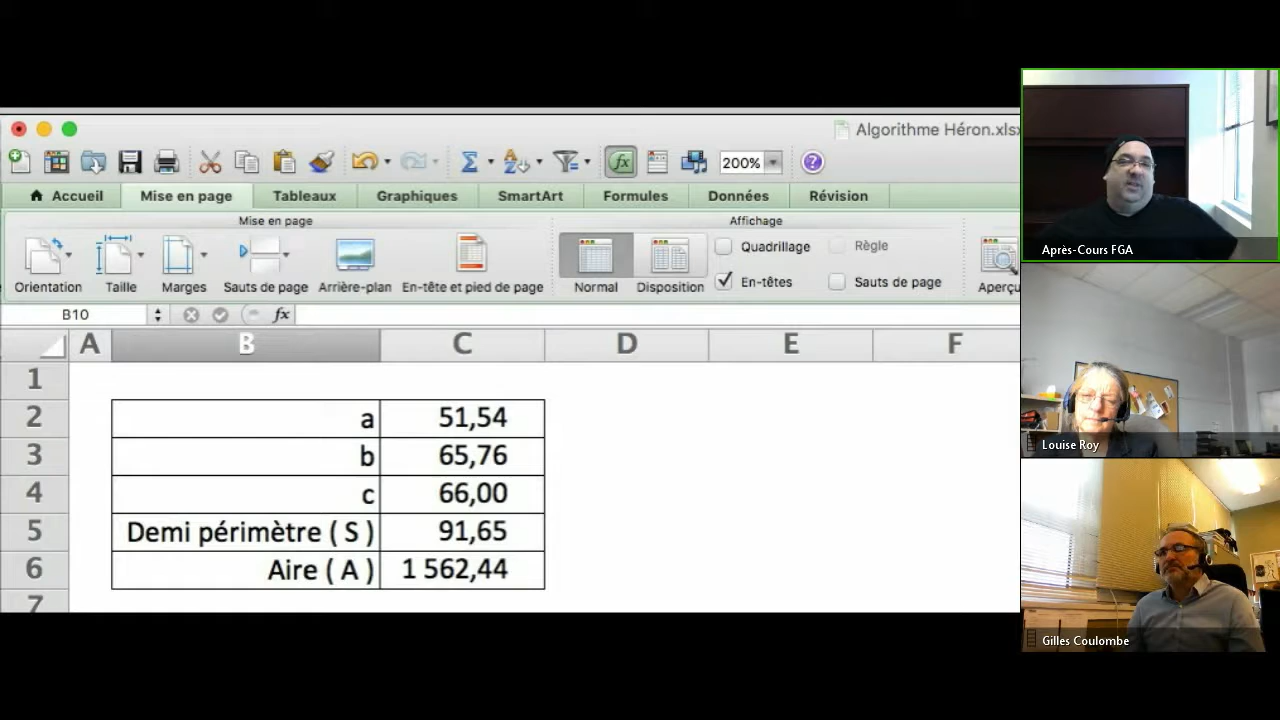 Algorithme Héron.xlsx
200%
Accueil
Mise en page
Tableaux
Graphiques
SmartArt
Formules
Données
Révision
Mise en page
Affichage
Orientation
Taille
Marges
Sauts de page
Arrière-plan
En-tête et pied de page
Normal
Disposition
Quadrillage
Règle
En-têtes
Sauts de page
Aperçu
B10
fx
A B C D E F
1
2 a 51,54
3 b 65,76
4 c 66,00
5 Demi périmètre ( S ) 91,65
6 Aire ( A ) 1 562,44
7
Après-Cours FGA
Louise Roy
Gilles Coulombe